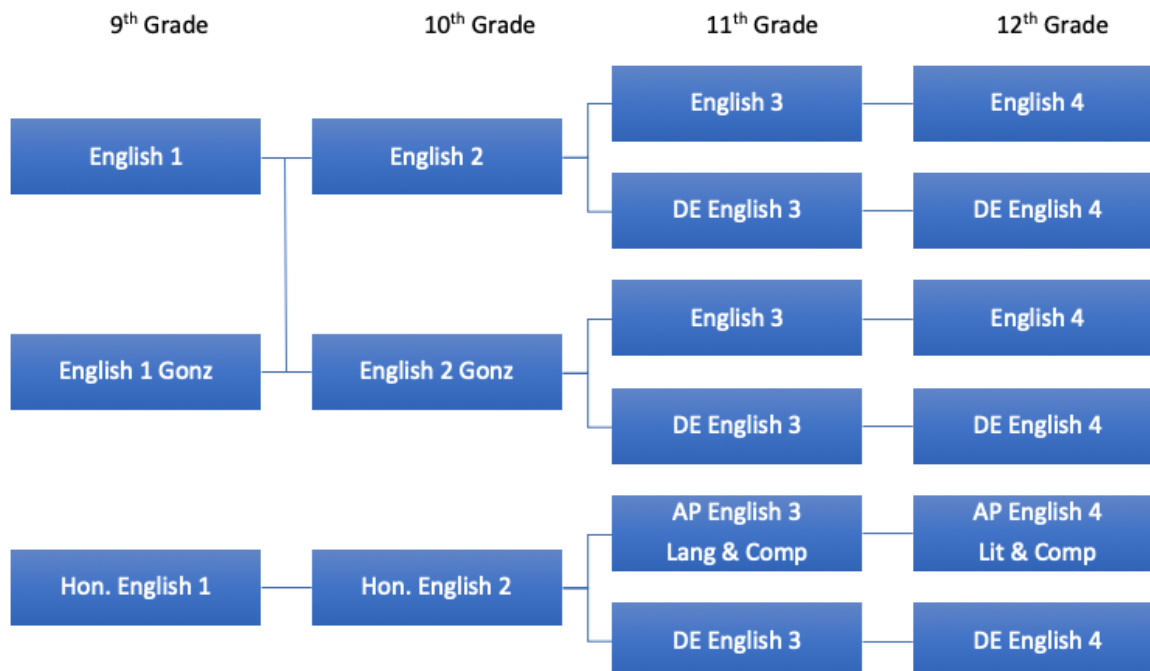 9th Grade
10th Grade
11th Grade
12th Grade
English 3
English 4
English 1
English 2
DE English 3
DE English 4
English 3
English 4
English 1 Gonz
English 2 Gonz
DE English 3
DE English 4
AP English 3
Lang & Comp
AP English 4
Lit & Comp
Hon. English 1
Hon. English 2
DE English 3
DE English 4